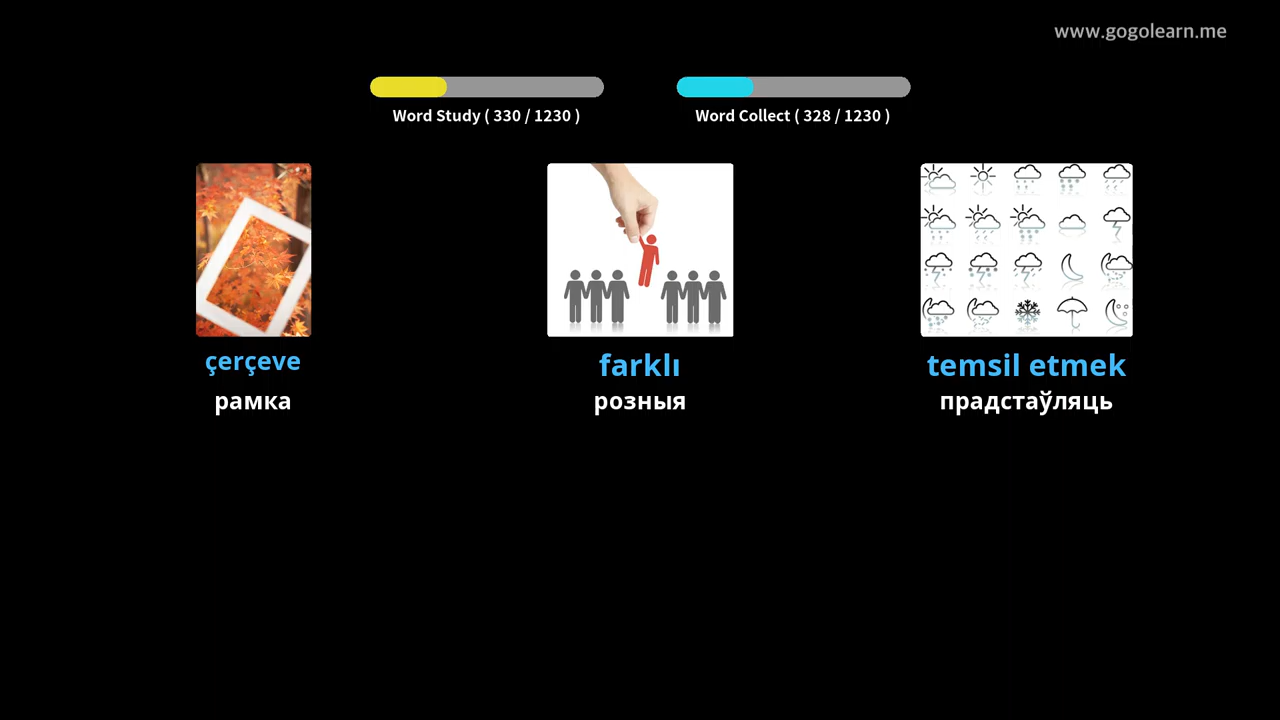 www.gogolearn.me
Word Study ( 330 / 1230 )
Word Collect ( 328 / 1230 )
çerçeve
farklı
temsil etmek
рамка
розныя
прадстаўляць